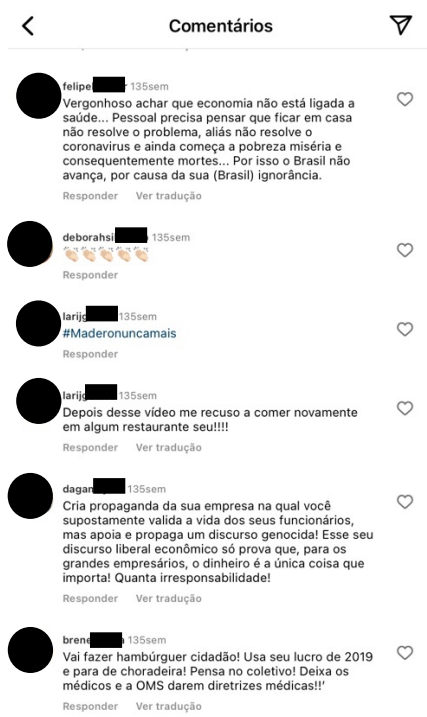 Comentários
135sem
Vergonhoso achar que economia não está ligada a
saúde... Pessoal precisa pensar que ficar em casa
não resolve o problema, aliás não resolve o
coronavirus e ainda começa a pobreza miséria e
consequentemente mortes... Por isso o Brasil não
avança, por causa da sua (Brasil) ignorância.
Responder Ver tradução
135sem
👏🏻👏🏻👏🏻👏🏻👏🏻
Responder
135sem
#Maderonuncamais
Responder
135sem
Depois desse vídeo me recuso a comer novamente
em algum restaurante seu!!!!
Responder Ver tradução
135sem
Cria propaganda da sua empresa na qual você
supostamente valida a vida dos seus funcionários,
mas apoia e propaga um discurso genocida! Esse seu
discurso liberal econômico só prova que, para os
grandes empresários, o dinheiro é a única coisa que
importa! Quanta irresponsabilidade!
Responder Ver tradução
135sem
Vai fazer hambúrguer cidadão! Usa seu lucro de 2019
e para de choradeira! Pensa no coletivo! Deixa os
médicos e a OMS darem diretrizes médicas!!'
Responder Ver tradução